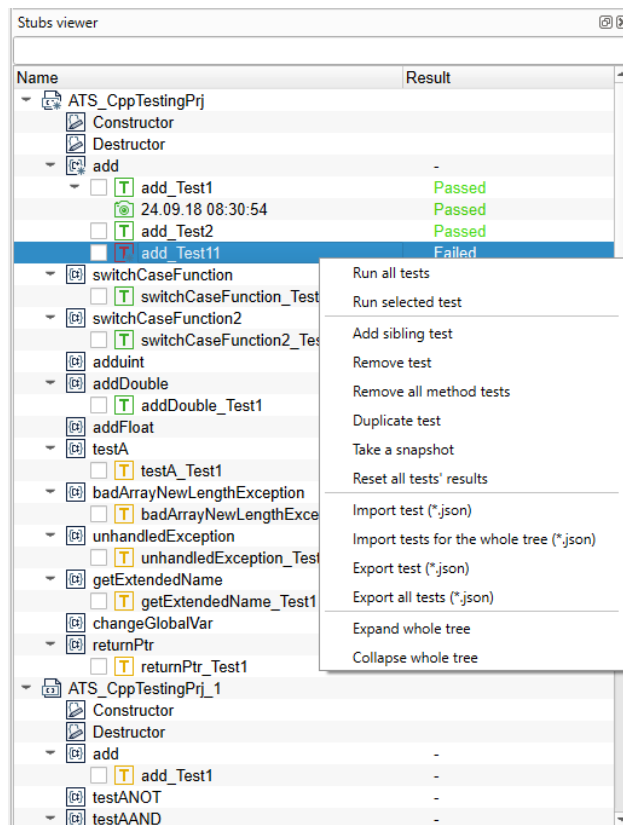 Stubs viewer
Name Result
ATS_CppTestingPrj
Constructor
Destructor
add -
T add_Test1 Passed
24.09.18 08:30:54 Passed
T add_Test2 Passed
T add_Test11 Failed
switchCaseFunction
T switchCaseFunction_Test
switchCaseFunction2
T switchCaseFunction2_Tes
adduint
addDouble
T addDouble_Test1
addFloat
testA
T testA_Test1
badArrayNewLengthException
T badArrayNewLengthExce
unhandledException
T unhandledException_Test
getExtendedName
T getExtendedName_Test1
changeGlobalVar
returnPtr
T returnPtr_Test1
ATS_CppTestingPrj_1
Constructor
Destructor
add -
T add_Test1 -
testANOT -
testAAND -
Run all tests
Run selected test
Add sibling test
Remove test
Remove all method tests
Duplicate test
Take a snapshot
Reset all tests' results
Import test (*.json)
Import tests for the whole tree (*.json)
Export test (*.json)
Export all tests (*.json)
Expand whole tree
Collapse whole tree